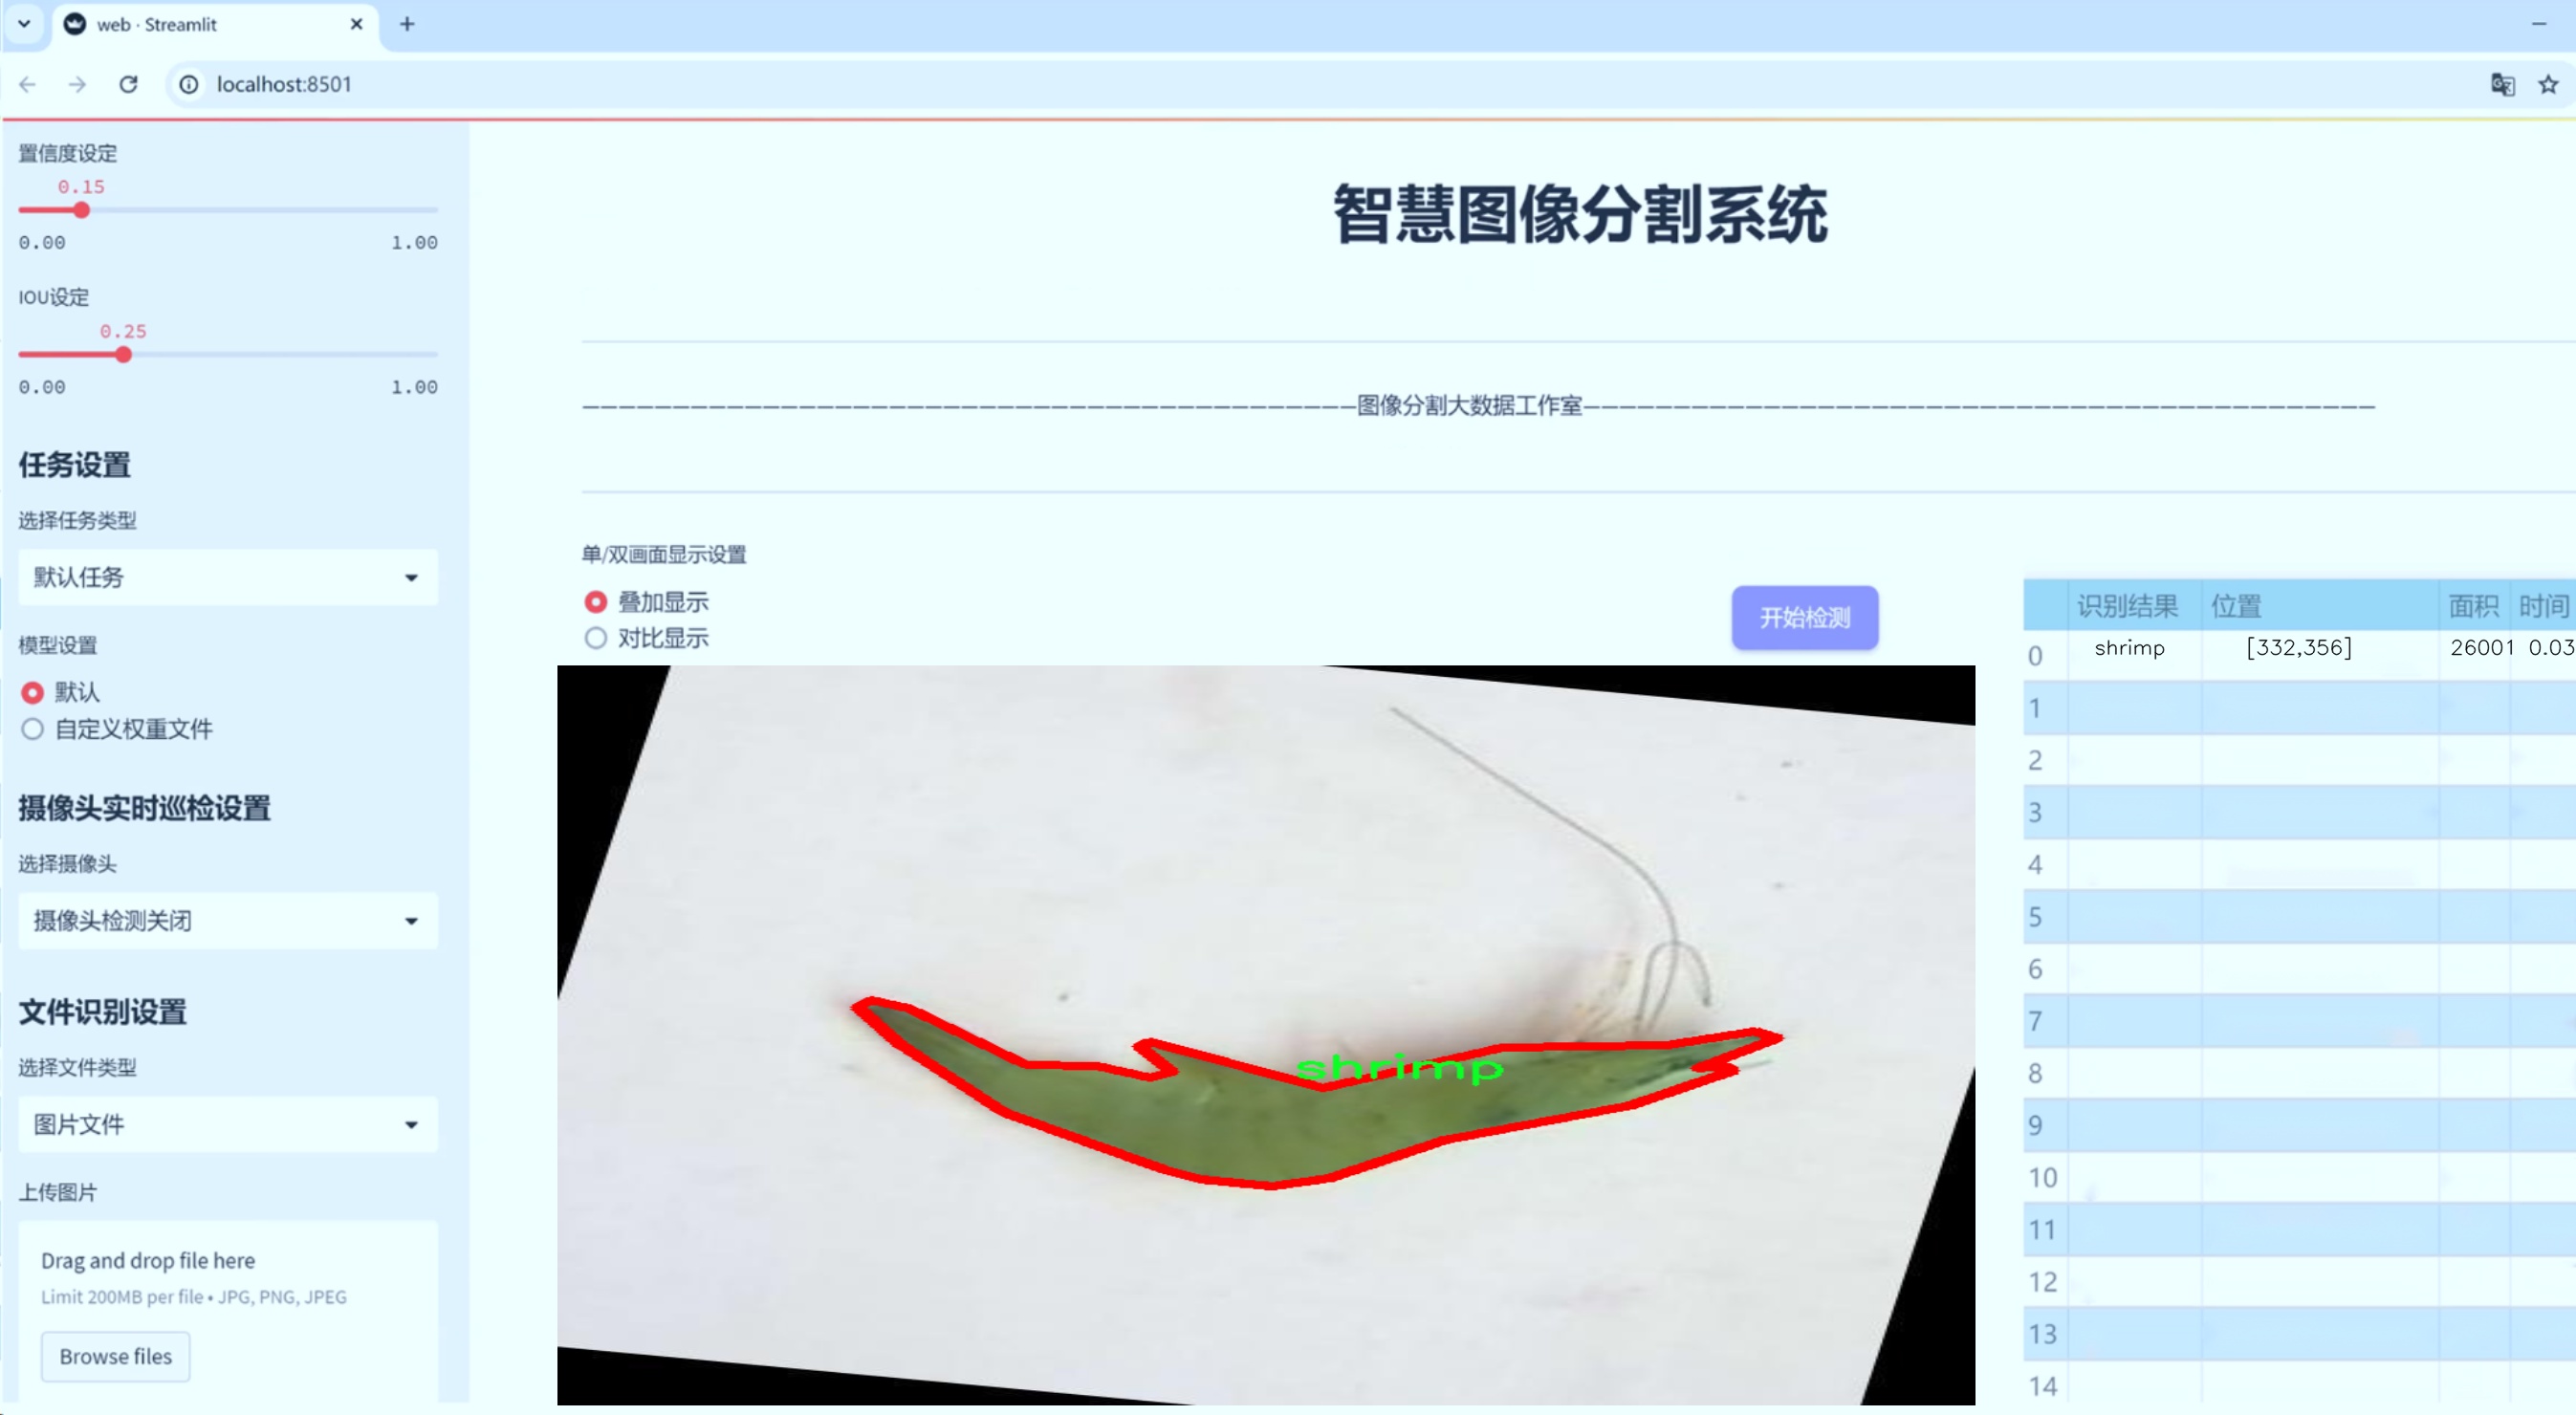 web · Streamlit
localhost:8501
置信度设定
0.15
0.00 1.00
IOU设定
0.25
0.00 1.00
任务设置
选择任务类型
默认任务
模型设置
默认
自定义权重文件
摄像头实时巡检设置
选择摄像头
摄像头检测关闭
文件识别设置
选择文件类型
图片文件
上传图片
Drag and drop file here
Limit 200MB per file • JPG, PNG, JPEG
Browse files
智慧图像分割系统
———————————————————————————————————————————图像分割大数据工作室————————————————————————————————————————————
单/双画面显示设置
叠加显示
对比显示
开始检测
shrimp
识别结果 位置 面积 时间
0 shrimp [332,356] 26001 0.03
1
2
3
4
5
6
7
8
9
10
11
12
13
14